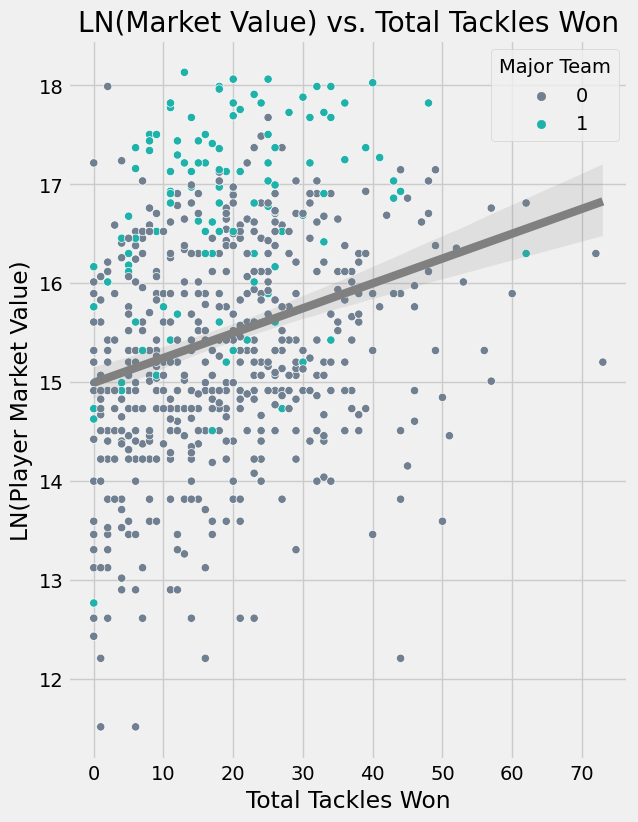 LN(Market Value) vs. Total Tackles Won
Major Team
0
1
18
17
16
15
14
13
12
LN(Player Market Value)
0 10 20 30 40 50 60 70
Total Tackles Won